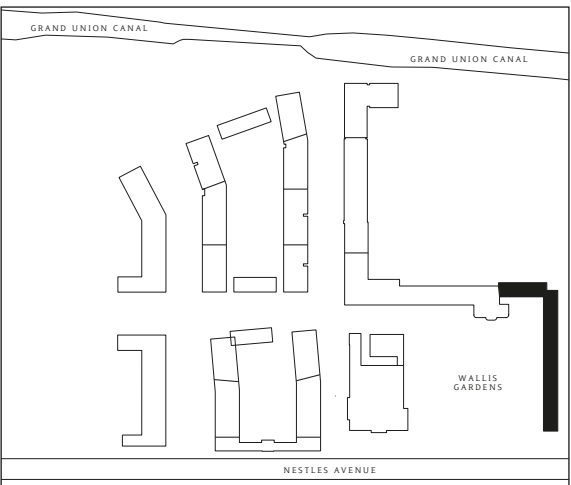 GRAND UNION CANAL
GRAND UNION CANAL
WALLIS
GARDENS
NESTLES AVENUE